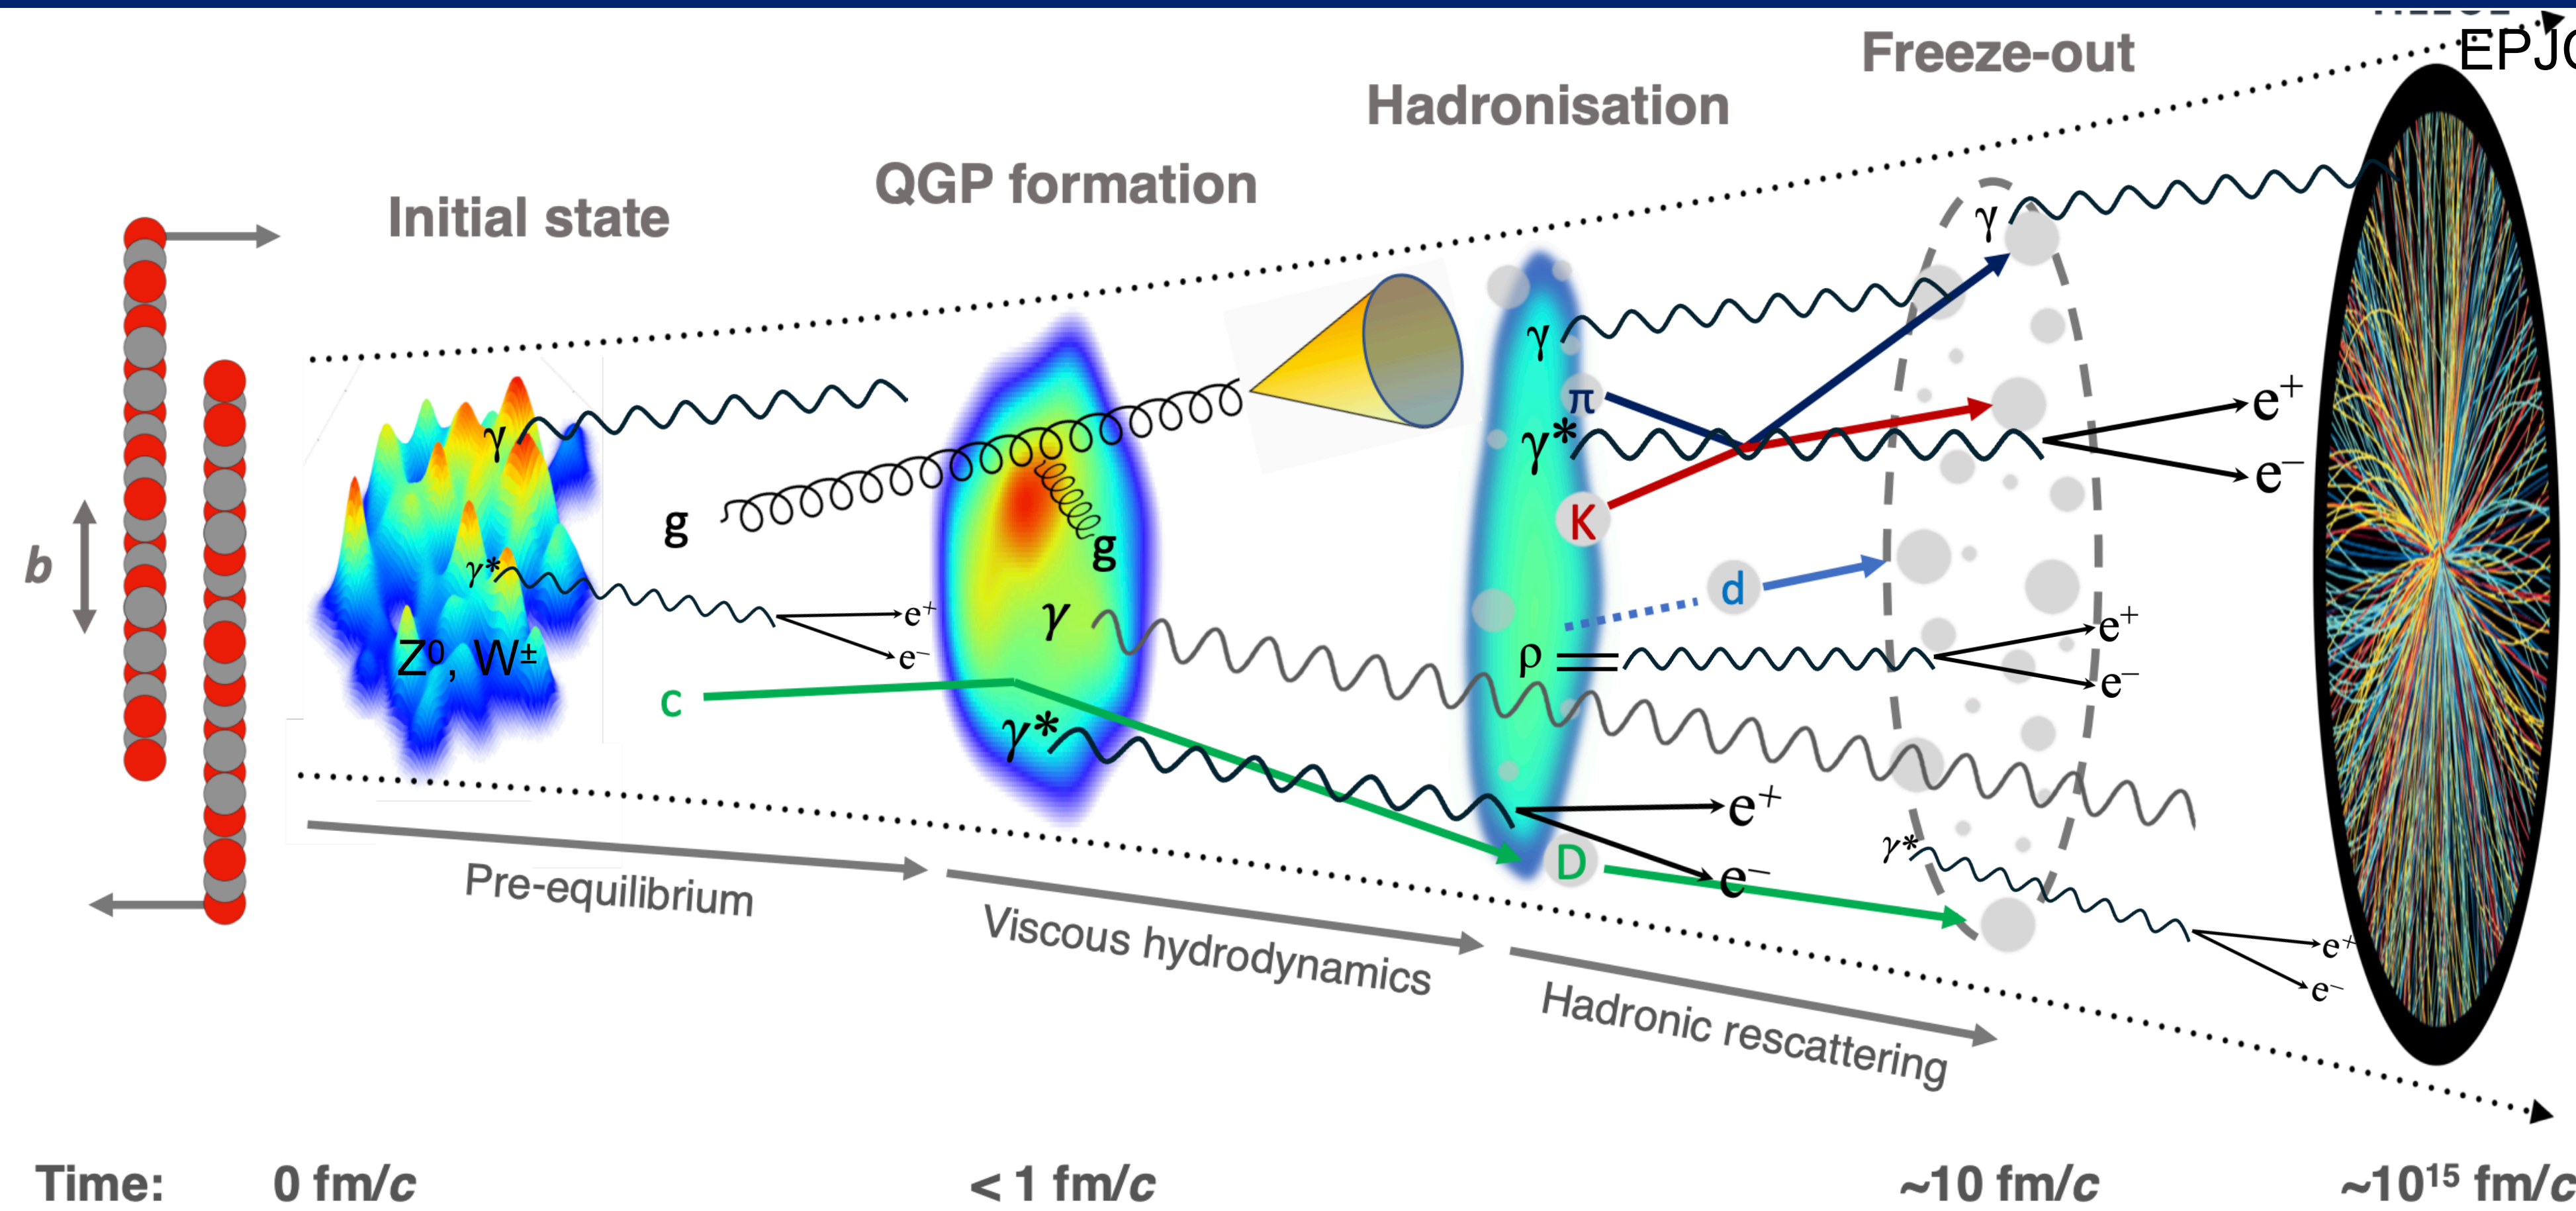 EPJC
Freeze-out
Hadronisation
QGP formation
Initial state
γ
γ
γ
π
γ*
e⁺
e⁻
g
g
K
b
γ*
e⁺
e⁻
d
γ
Z⁰, W±
ρ
e⁺
e⁻
c
γ*
e⁺
e⁻
D
γ*
e⁺
e⁻
Pre-equilibrium
Viscous hydrodynamics
Hadronic rescattering
Time: 0 fm/c < 1 fm/c ~10 fm/c ~10¹⁵ fm/c